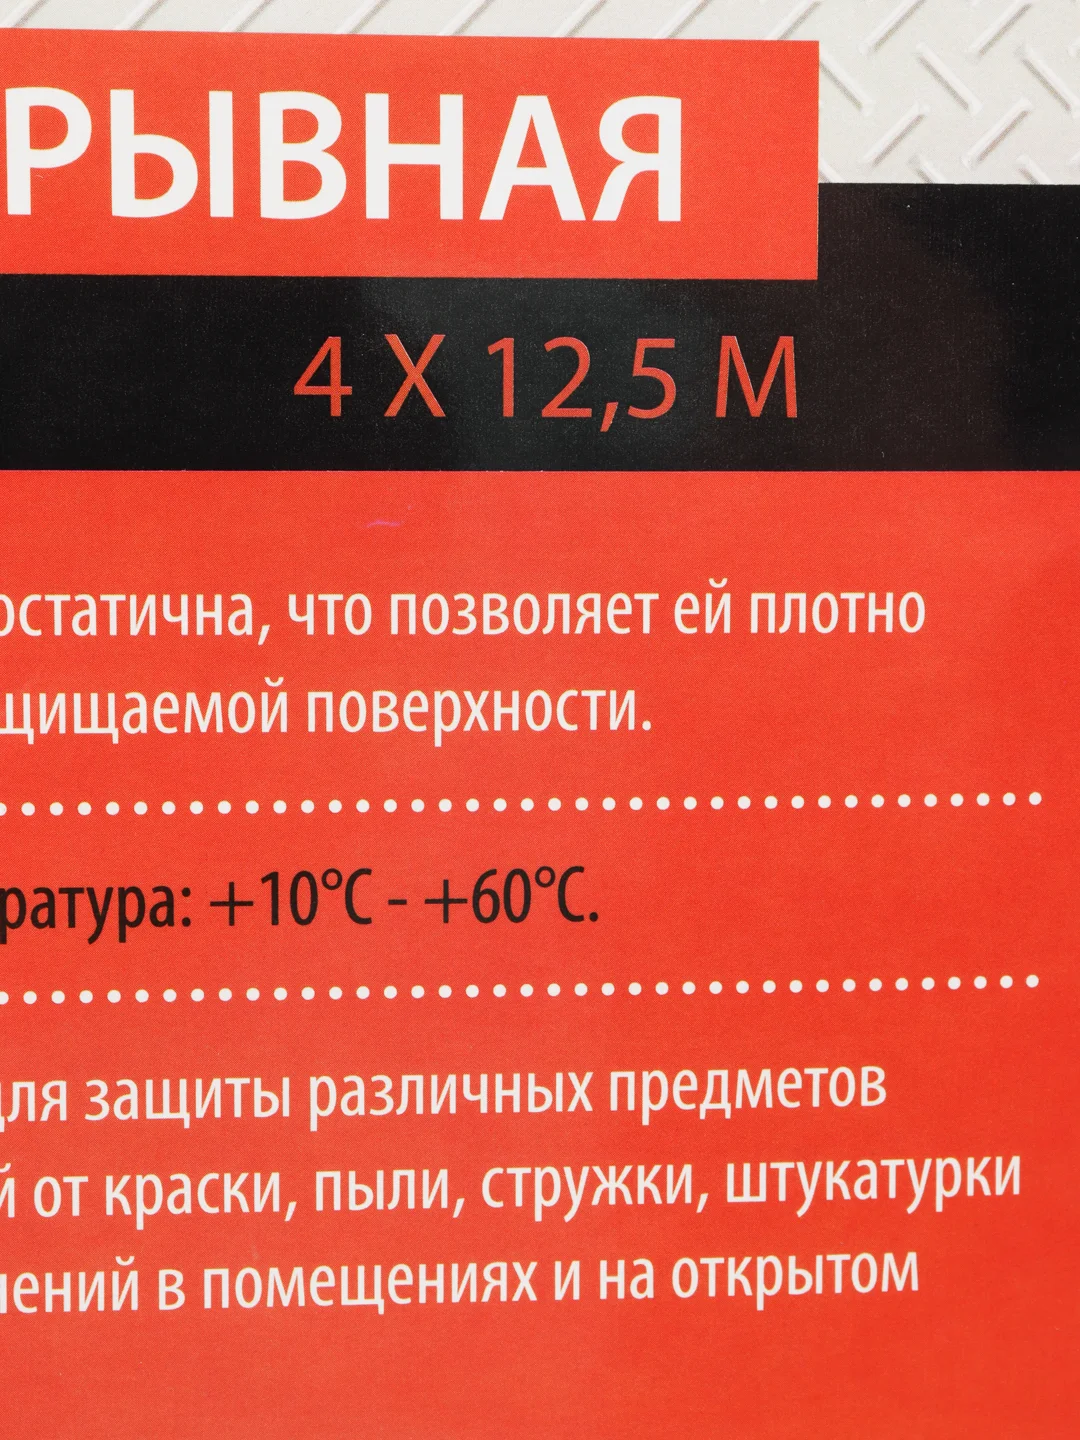 РЫВНАЯ
4 X 12,5 М
остатична, что позволяет ей плотно
щищаемой поверхности.
ратура: +10°C - +60°C.
для защиты различных предметов
й от краски, пыли, стружки, штукатурки
нений в помещениях и на открытом